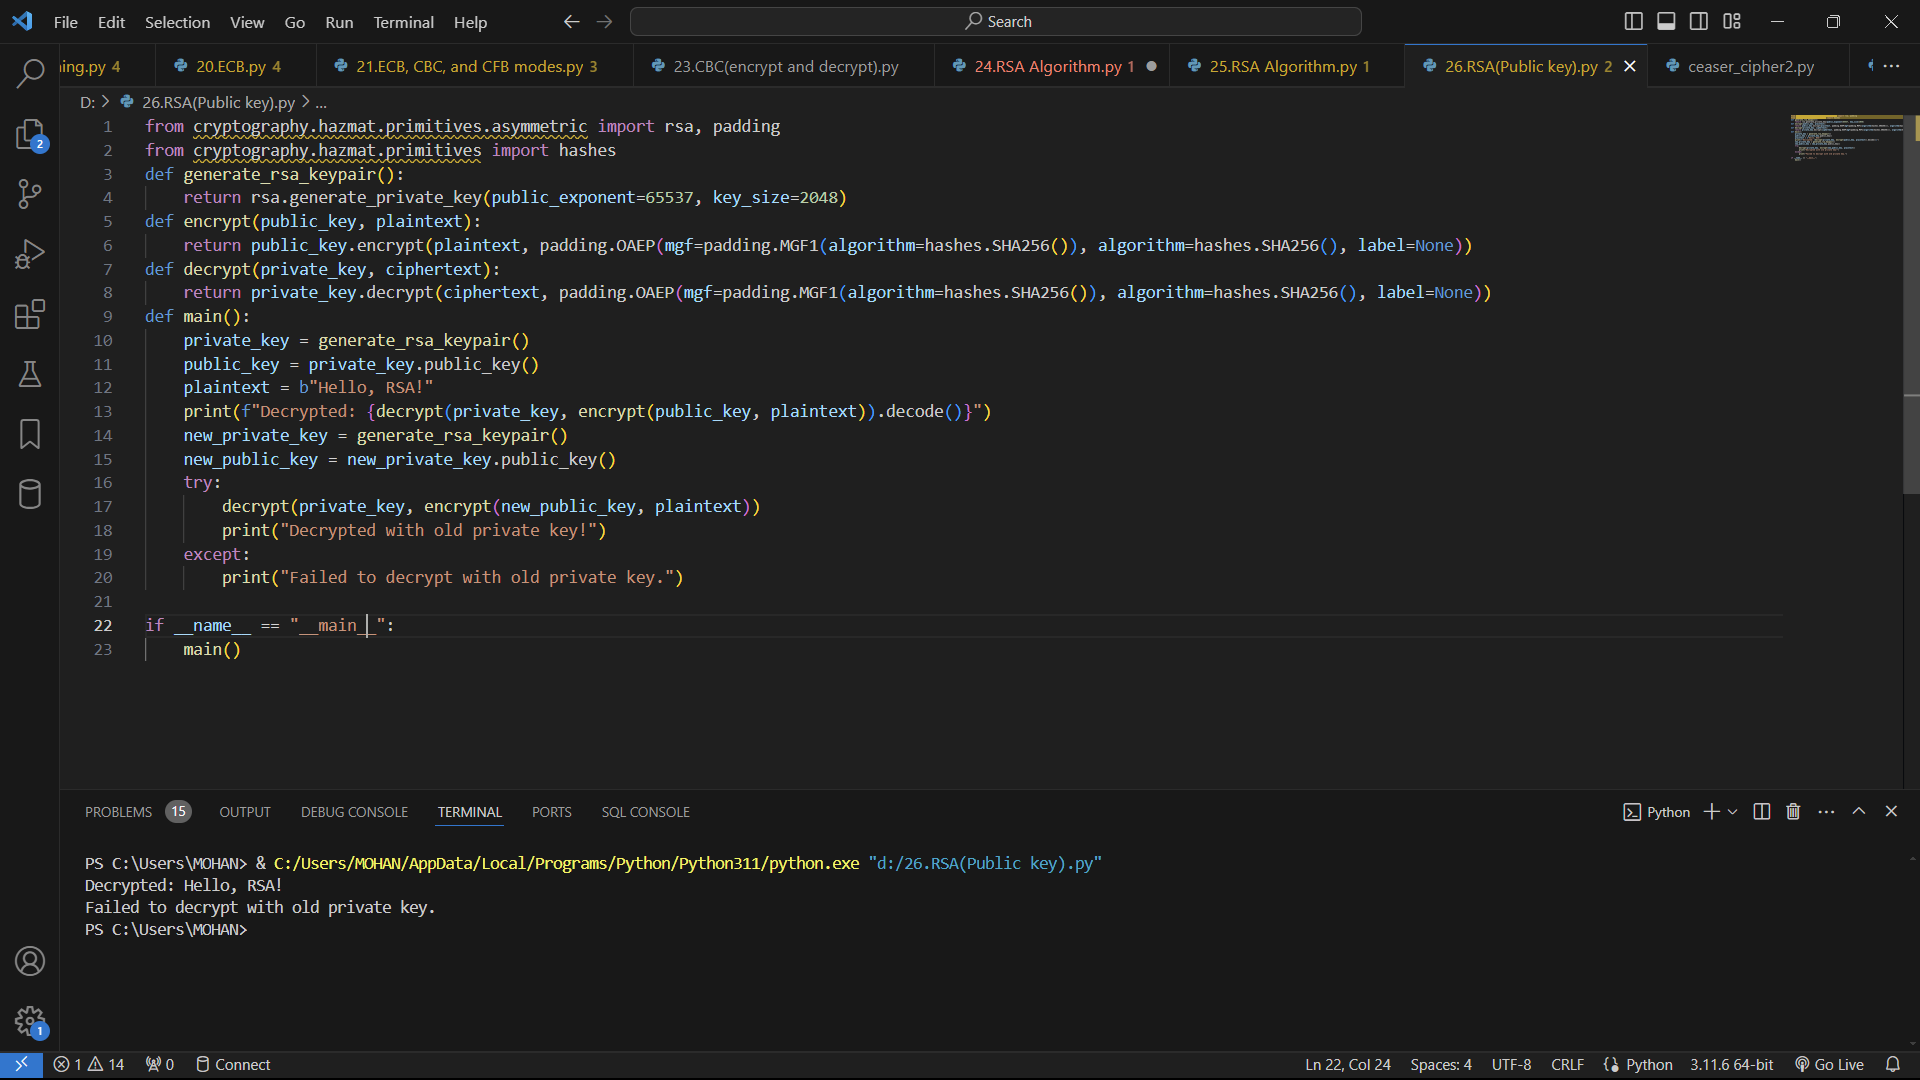 File Edit Selection View Go Run Terminal Help Search
ing.py 4 20.ECB.py 4 21.ECB, CBC, and CFB modes.py 3 23.CBC(encrypt and decrypt).py 24.RSA Algorithm.py 1 25.RSA Algorithm.py 1 26.RSA(Public key).py 2 ceaser_cipher2.py
D: > 26.RSA(Public key).py > ...
1 from cryptography.hazmat.primitives.asymmetric import rsa, padding
2 from cryptography.hazmat.primitives import hashes
3 def generate_rsa_keypair():
4     return rsa.generate_private_key(public_exponent=65537, key_size=2048)
5 def encrypt(public_key, plaintext):
6     return public_key.encrypt(plaintext, padding.OAEP(mgf=padding.MGF1(algorithm=hashes.SHA256()), algorithm=hashes.SHA256(), label=None))
7 def decrypt(private_key, ciphertext):
8     return private_key.decrypt(ciphertext, padding.OAEP(mgf=padding.MGF1(algorithm=hashes.SHA256()), algorithm=hashes.SHA256(), label=None))
9 def main():
10     private_key = generate_rsa_keypair()
11     public_key = private_key.public_key()
12     plaintext = b"Hello, RSA!"
13     print(f"Decrypted: {decrypt(private_key, encrypt(public_key, plaintext)).decode()}")
14     new_private_key = generate_rsa_keypair()
15     new_public_key = new_private_key.public_key()
16     try:
17         decrypt(private_key, encrypt(new_public_key, plaintext))
18         print("Decrypted with old private key!")
19     except:
20         print("Failed to decrypt with old private key.")
21
22 if __name__ == "__main__":
23     main()
2
PROBLEMS 15 OUTPUT DEBUG CONSOLE TERMINAL PORTS SQL CONSOLE Python
PS C:\Users\MOHAN> & C:/Users/MOHAN/AppData/Local/Programs/Python/Python311/python.exe "d:/26.RSA(Public key).py"
Decrypted: Hello, RSA!
Failed to decrypt with old private key.
PS C:\Users\MOHAN>
1
1 14 0 Connect Ln 22, Col 24 Spaces: 4 UTF-8 CRLF Python 3.11.6 64-bit Go Live